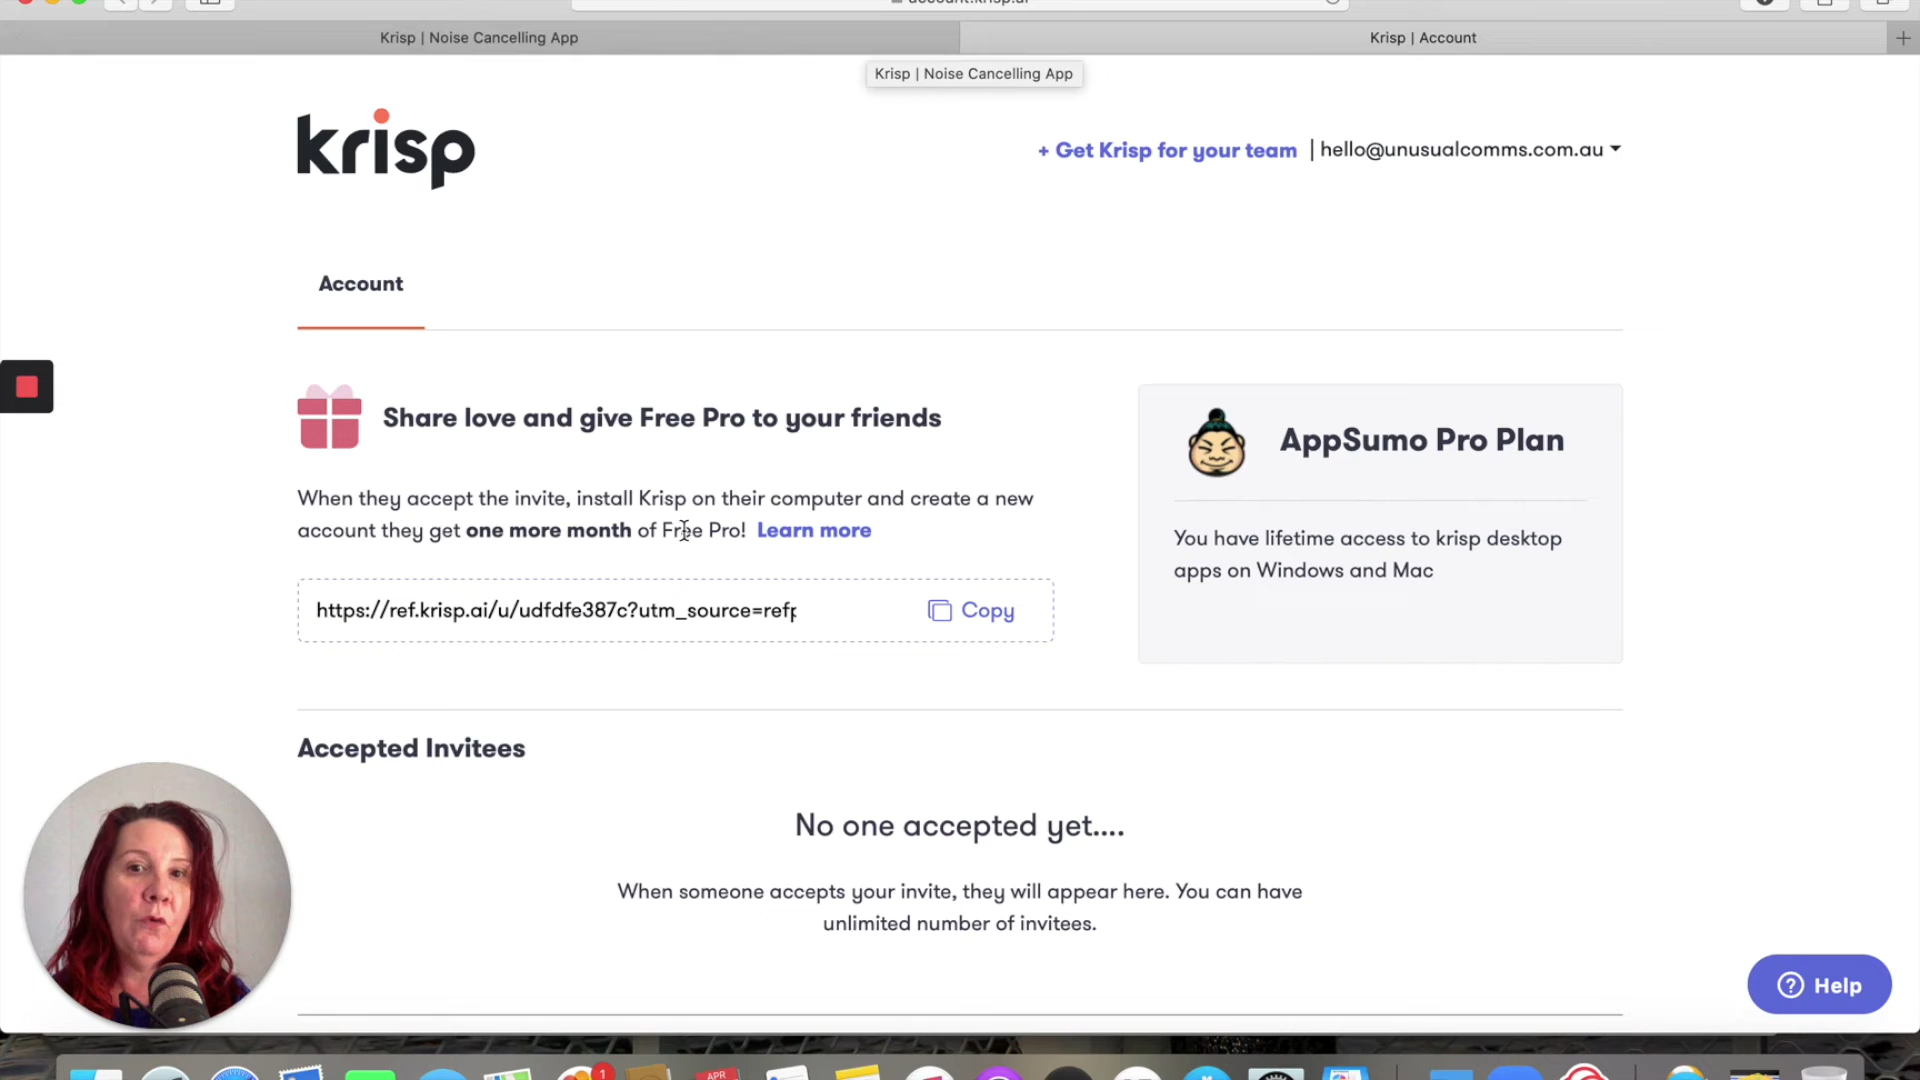 Krisp | Noise Cancelling App
Krisp | Account
Krisp | Noise Cancelling App
krisp
+ Get Krisp for your team | hello@unusualcomms.com.au
Account
Share love and give Free Pro to your friends
When they accept the invite, install Krisp on their computer and create a new
account they get one more month of Free Pro! Learn more
https://ref.krisp.ai/u/udfdfe387c?utm_source=refp
Copy
AppSumo Pro Plan
You have lifetime access to krisp desktop
apps on Windows and Mac
Accepted Invitees
No one accepted yet....
When someone accepts your invite, they will appear here. You can have
unlimited number of invitees.
? Help
1
APR